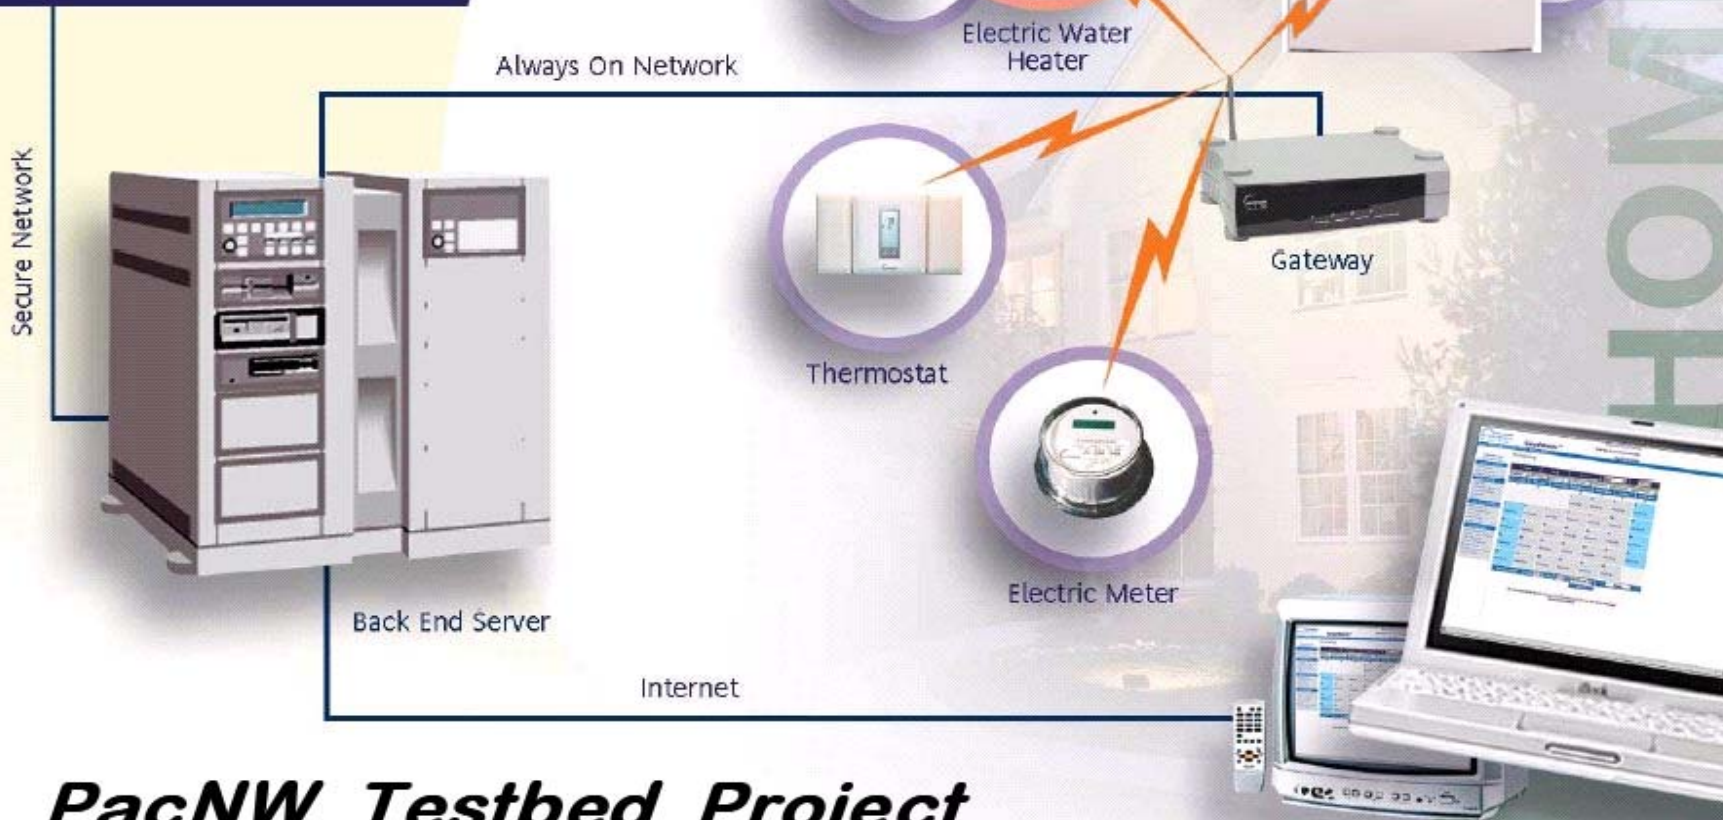 Electric Water
Heater
Always On Network
Secure Network
Gateway
Thermostat
Electric Meter
Back End Server
Internet
HOM
PacNW Testbed Project